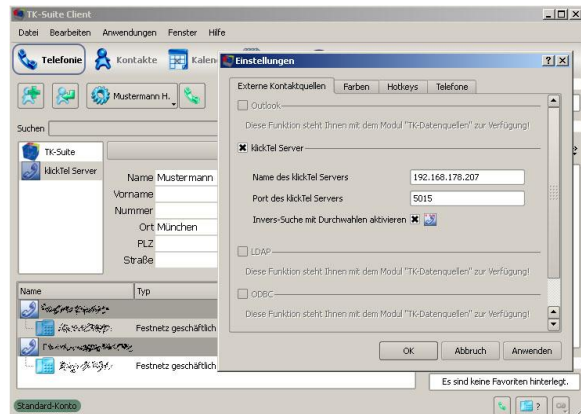 TK-Suite Client
Datei Bearbeiten Anwendungen Fenster Hilfe
Telefonie Kontakte Kalen
Mustermann H.
Suchen
TK-Suite
klickTel Server
Name Mustermann
Vorname
Nummer
Ort München
PLZ
Straße
Name Typ
Festnetz geschäftlich
Festnetz geschäftlich
Standard-Konto
Es sind keine Favoriten hinterlegt.
Einstellungen
Externe Kontaktquellen Farben Hotkeys Telefone
Outlook
Diese Funktion steht Ihnen mit dem Modul "TK-Datenquellen" zur Verfügung!
klickTel Server
Name des klickTel Servers 192.168.178.207
Port des klickTel Servers 5015
Invers-Suche mit Durchwahlen aktivieren
LDAP
Diese Funktion steht Ihnen mit dem Modul "TK-Datenquellen" zur Verfügung!
ODBC
Diese Funktion steht Ihnen mit dem Modul "TK-Datenquellen" zur Verfügung!
OK Abbruch Anwenden